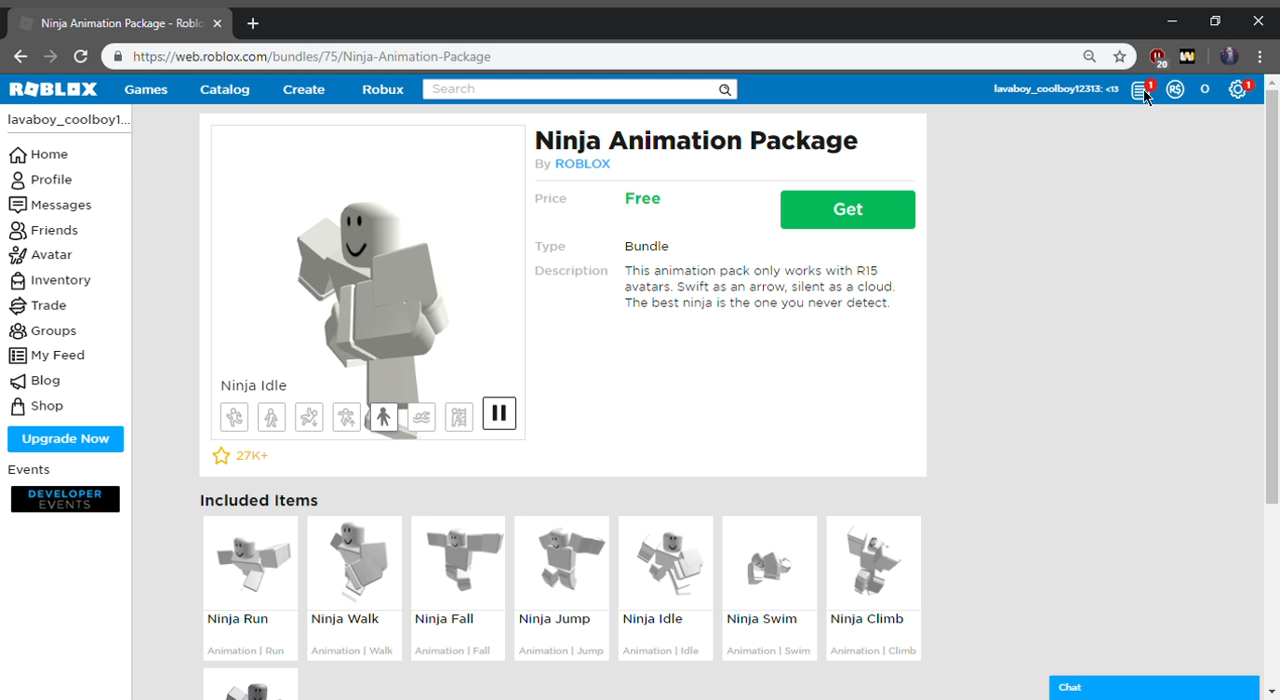 Ninja Animation Package - Roblo
https://web.roblox.com/bundles/75/Ninja-Animation-Package
20
ROBLOX Games Catalog Create Robux Search lavaboy_coolboy12313: <13 1 R$ 0 1
lavaboy_coolboy1...
Home
Profile
Messages
Friends
Avatar
Inventory
Trade
Groups
My Feed
Blog
Shop
Upgrade Now
Events
DEVELOPER
EVENTS
Ninja Idle
27K+
Ninja Animation Package
By ROBLOX
Price Free Get
Type Bundle
Description This animation pack only works with R15
avatars. Swift as an arrow, silent as a cloud.
The best ninja is the one you never detect.
Included Items
Ninja Run Ninja Walk Ninja Fall Ninja Jump Ninja Idle Ninja Swim Ninja Climb
Animation | Run Animation | Walk Animation | Fall Animation | Jump Animation | Idle Animation | Swim Animation | Climb
Chat